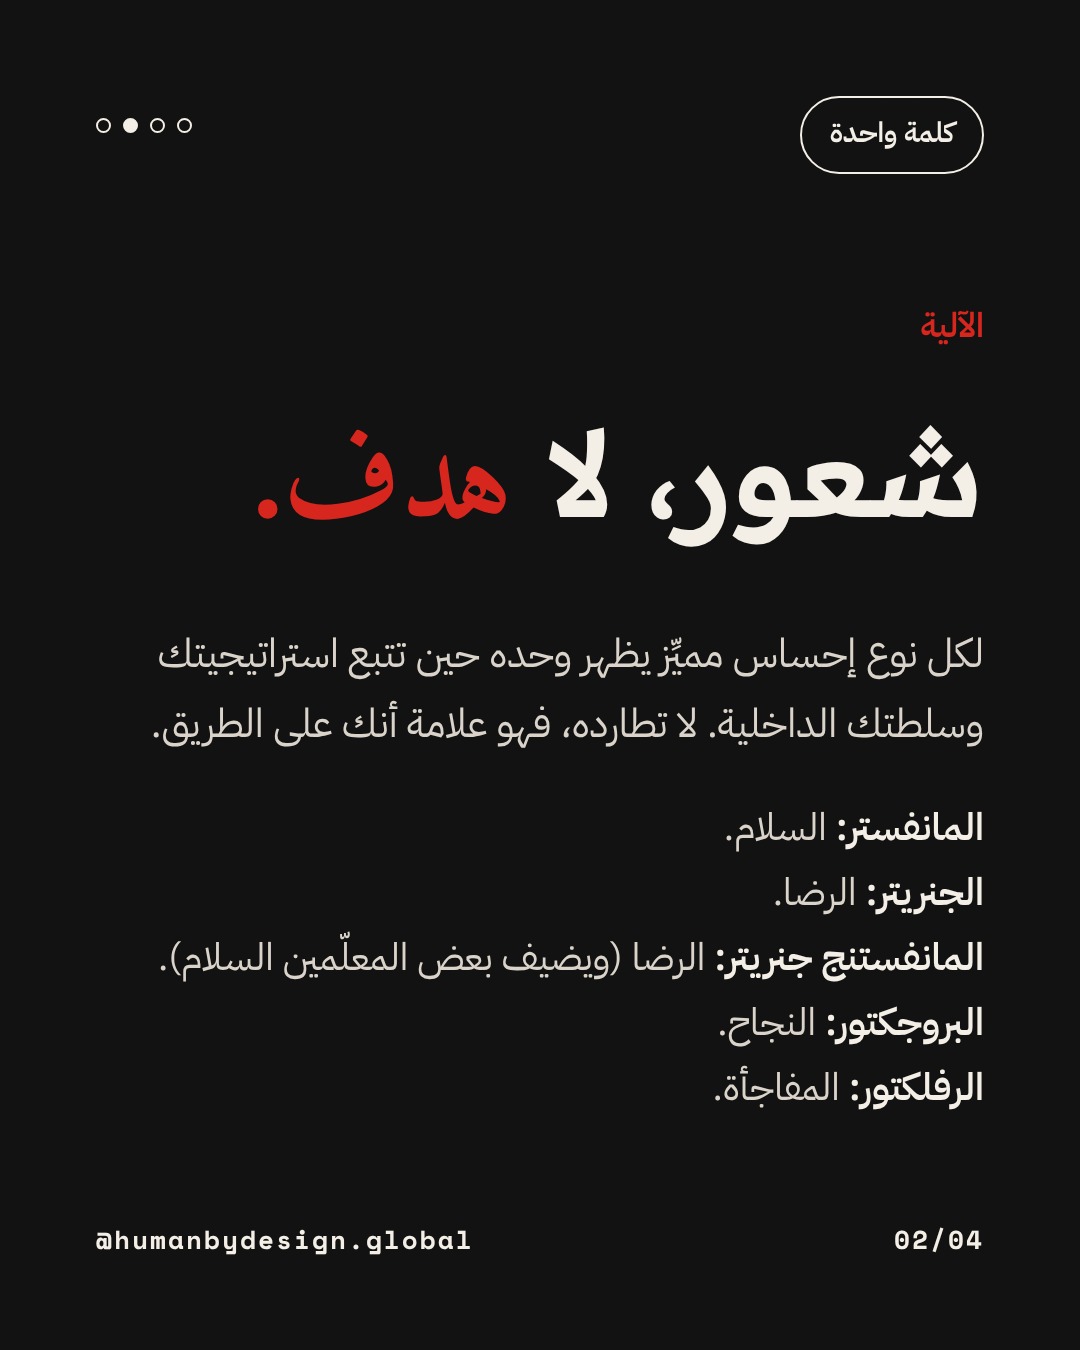 كلمة واحدة
الآلية
شعور، لا هدف.
لكل نوع إحساس مميِّز يظهر وحده حين تتبع استراتيجيتك
وسلطتك الداخلية. لا تطارده، فهو علامة أنك على الطريق.
المانفستر: السلام.
الجنريتر: الرضا.
المانفستنج جنريتر: الرضا (ويضيف بعض المعلّمين السلام).
البروجكتور: النجاح.
الرفلكتور: المفاجأة.
@humanbydesign.global
02/04